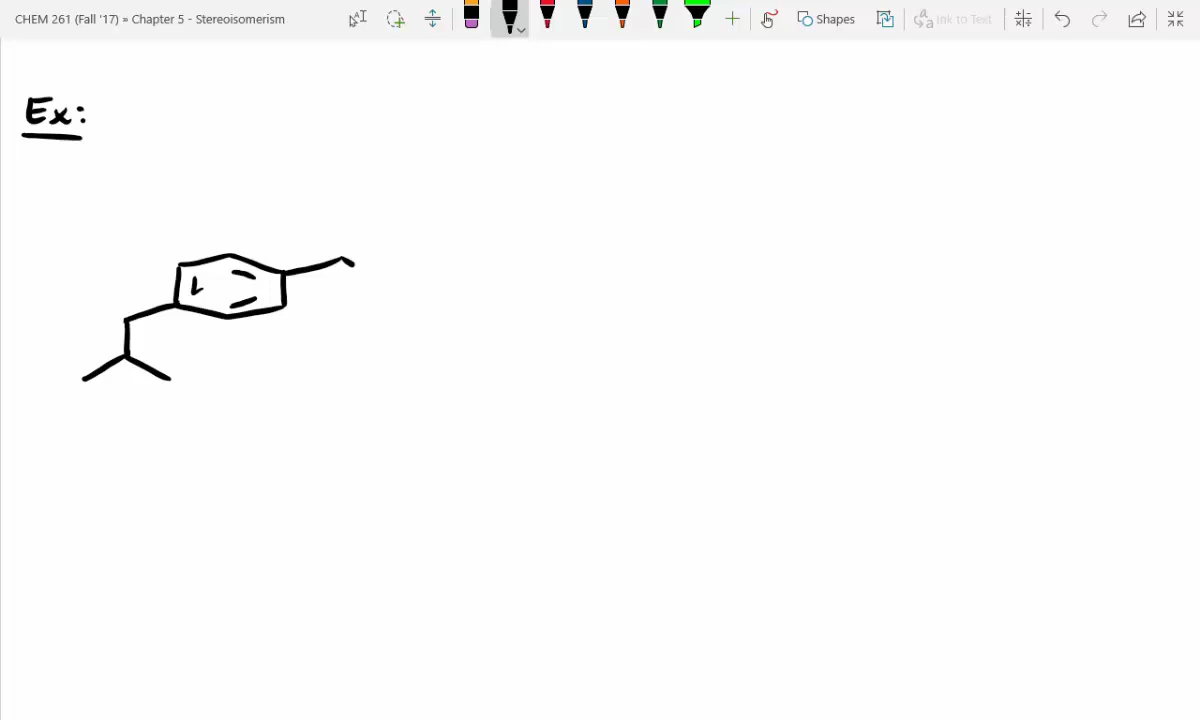 CHEM 261 (Fall '17) » Chapter 5 - Stereoisomerism
Shapes
Ink to Text
Ex: